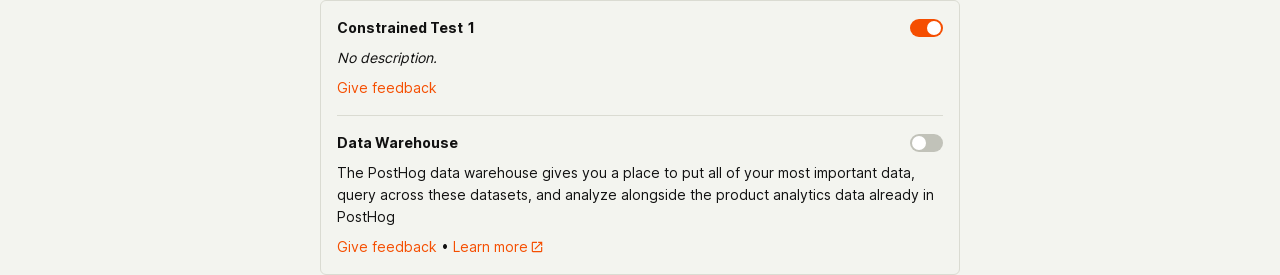 Constrained Test 1
No description.
Give feedback
Data Warehouse
The PostHog data warehouse gives you a place to put all of your most important data,
query across these datasets, and analyze alongside the product analytics data already in
PostHog
Give feedback • Learn more